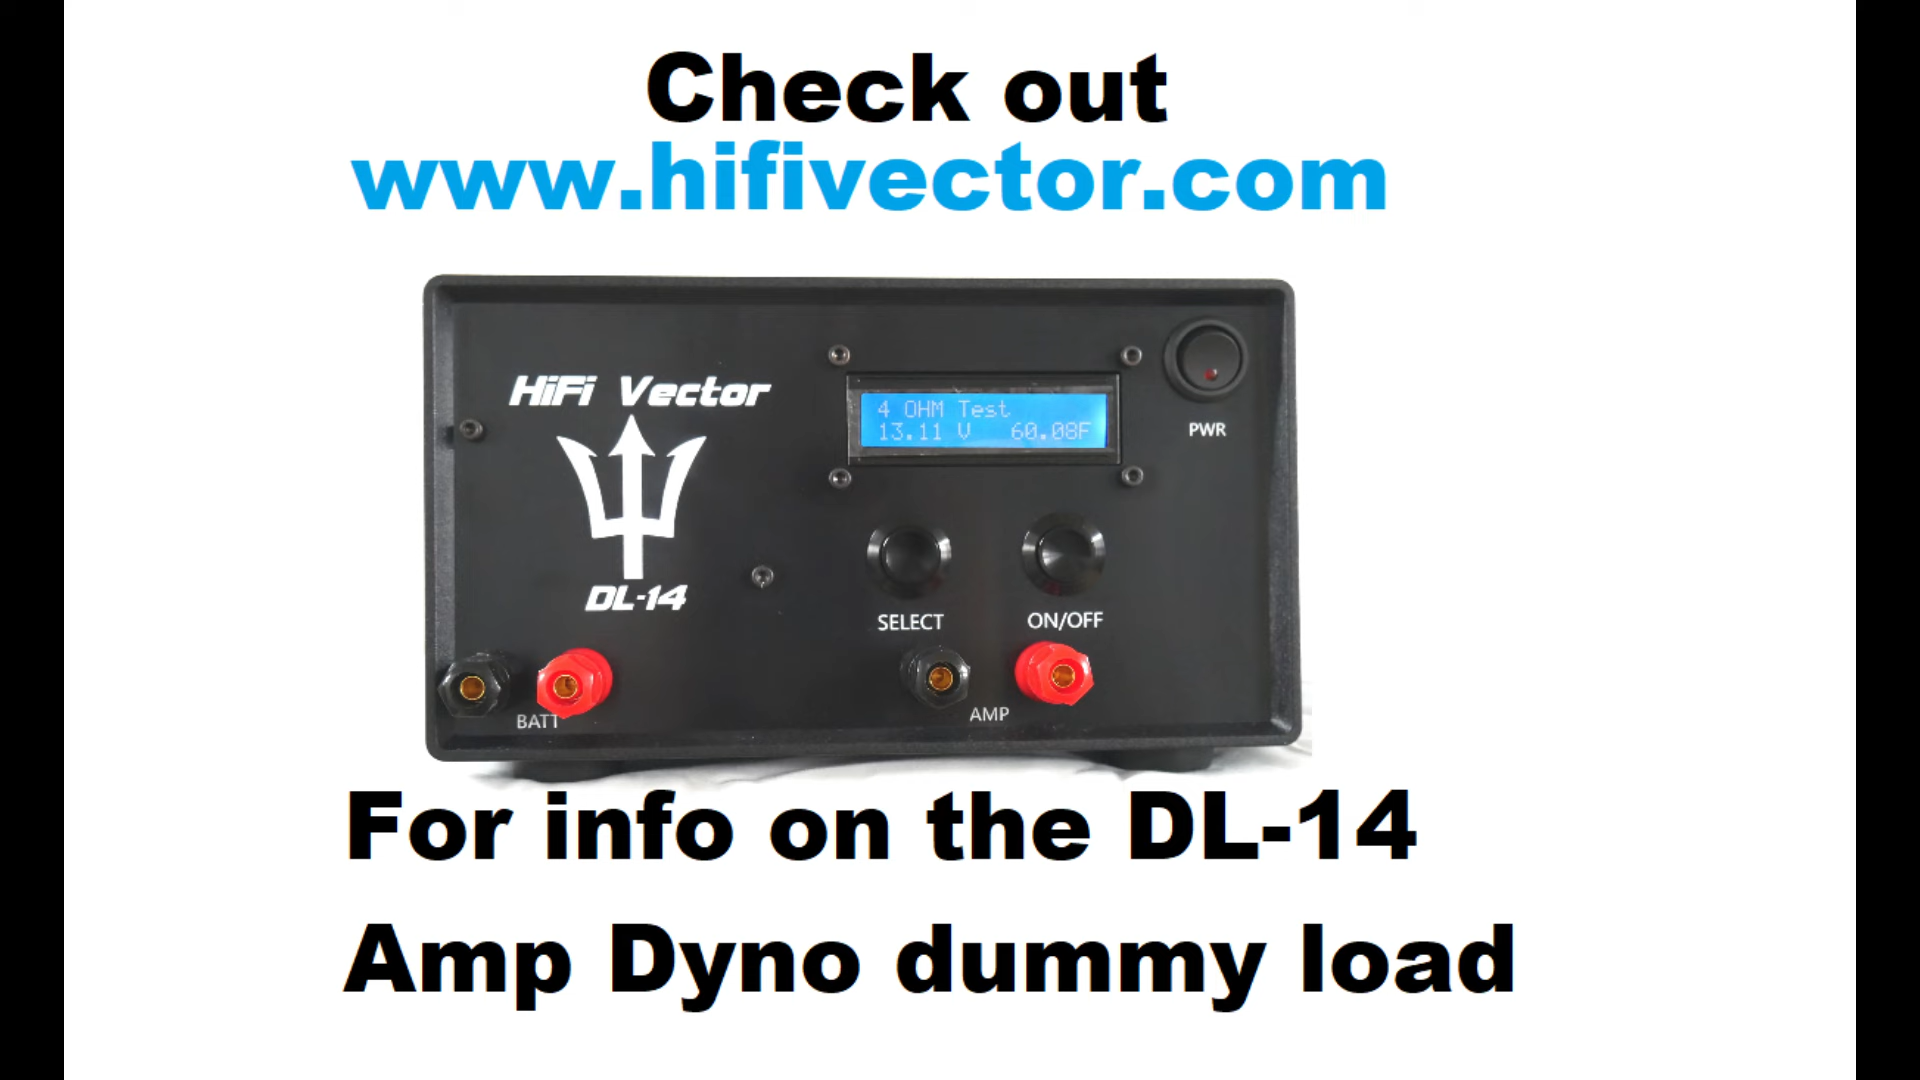 Check out
www.hifivector.com
HiFi Vector
4 OHM Test
13.11 V 60.08F
PWR
DL-14
SELECT
ON/OFF
BATT
AMP
For info on the DL-14
Amp Dyno dummy load